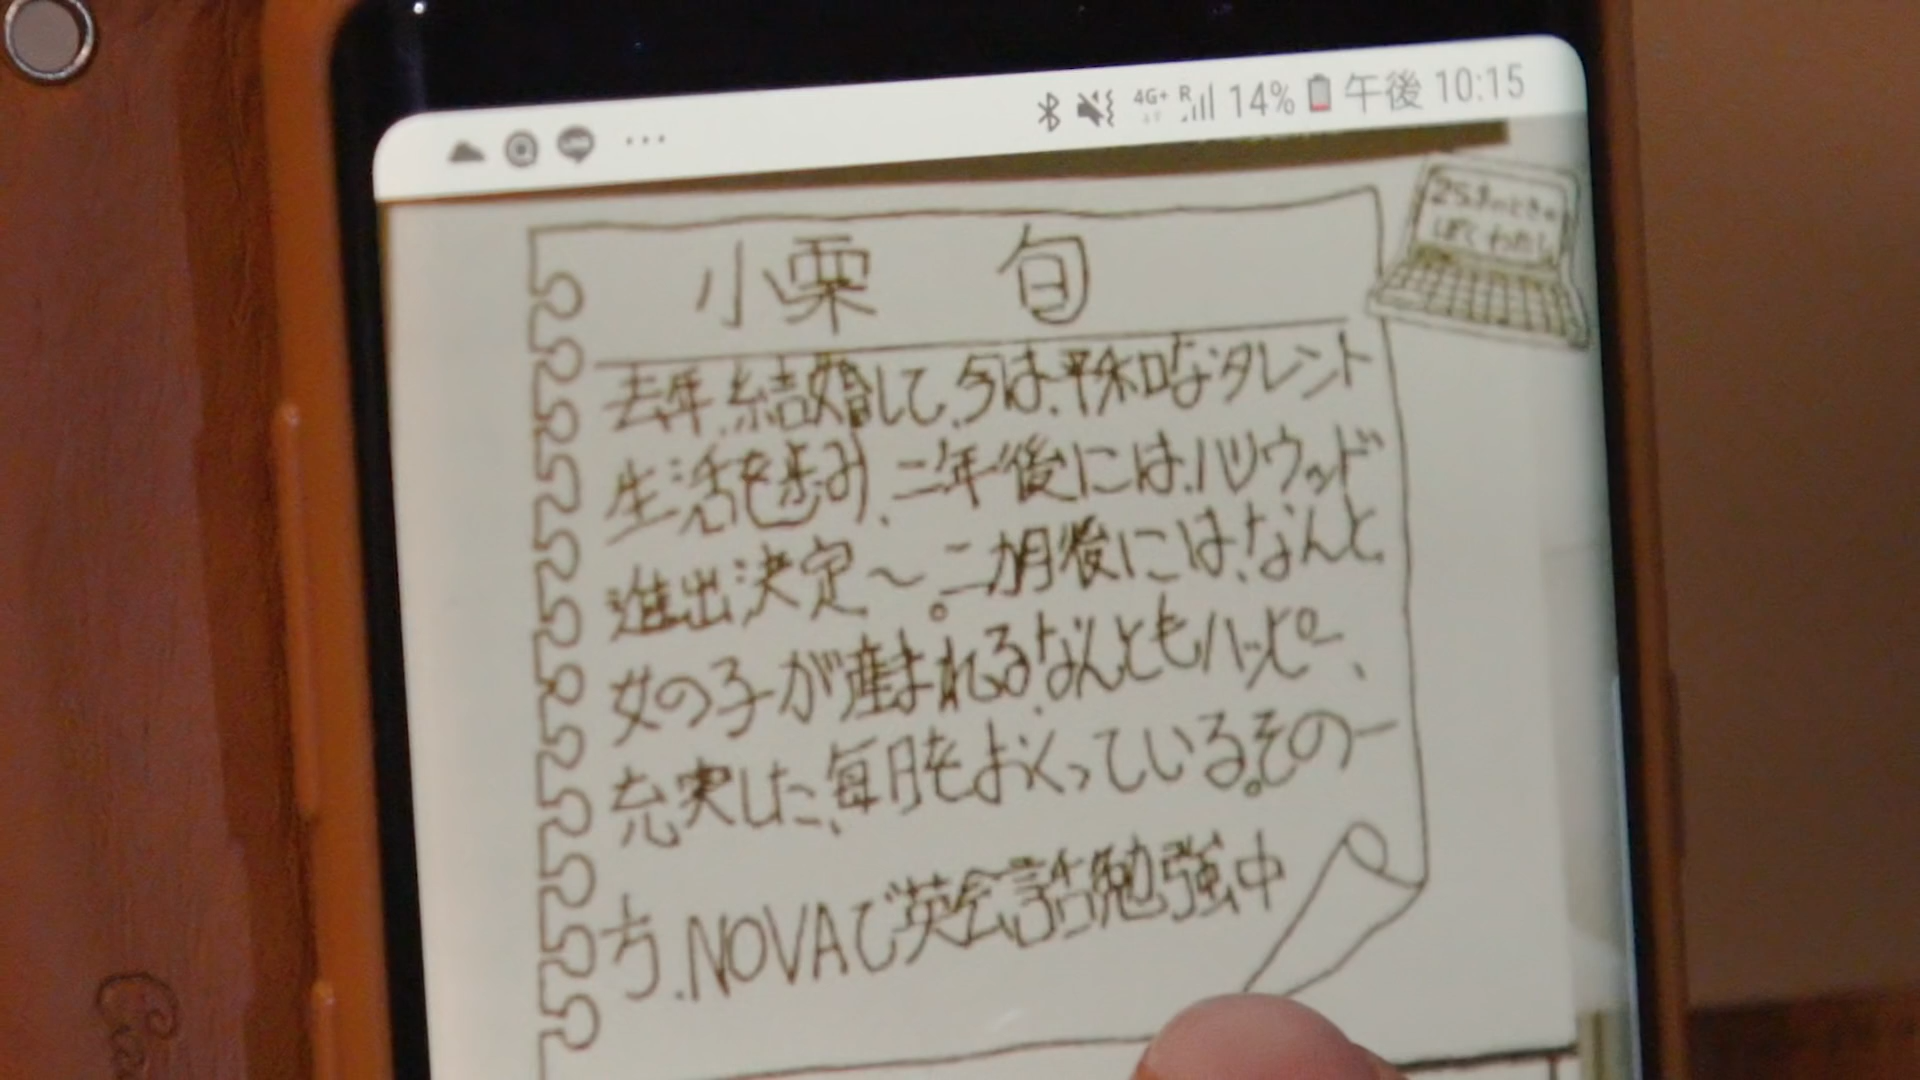 4G+ R 14% 午後 10:15
25才のときの
ぼく わたし
小栗 旬
去年、結婚して、今は、平和なタレント
生活を歩み、二年後には、ハリウッド
進出決定〜。二カ月後には、なんと、
女の子が産まれる、なんともハッピー、
充実した、毎日をおくっている。その一
方、NOVAで英会話勉強中